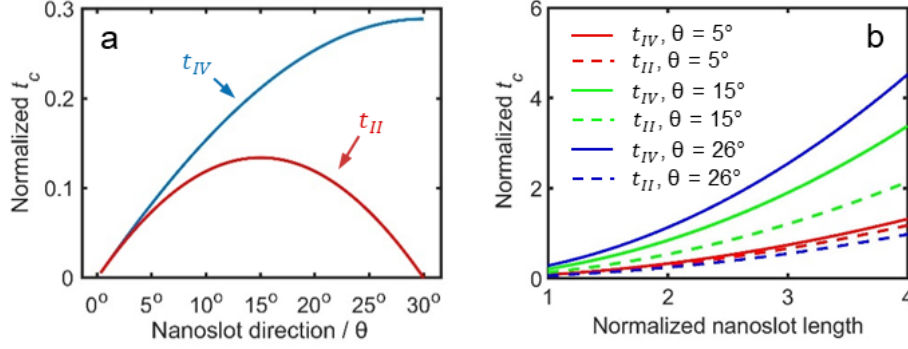 a
Normalized t_c
0.3
0.2
0.1
0
t_IV
t_II
0° 5° 10° 15° 20° 25° 30°
Nanoslot direction / θ
b
Normalized t_c
6
4
2
0
t_IV, θ = 5°
t_II, θ = 5°
t_IV, θ = 15°
t_II, θ = 15°
t_IV, θ = 26°
t_II, θ = 26°
1 2 3 4
Normalized nanoslot length